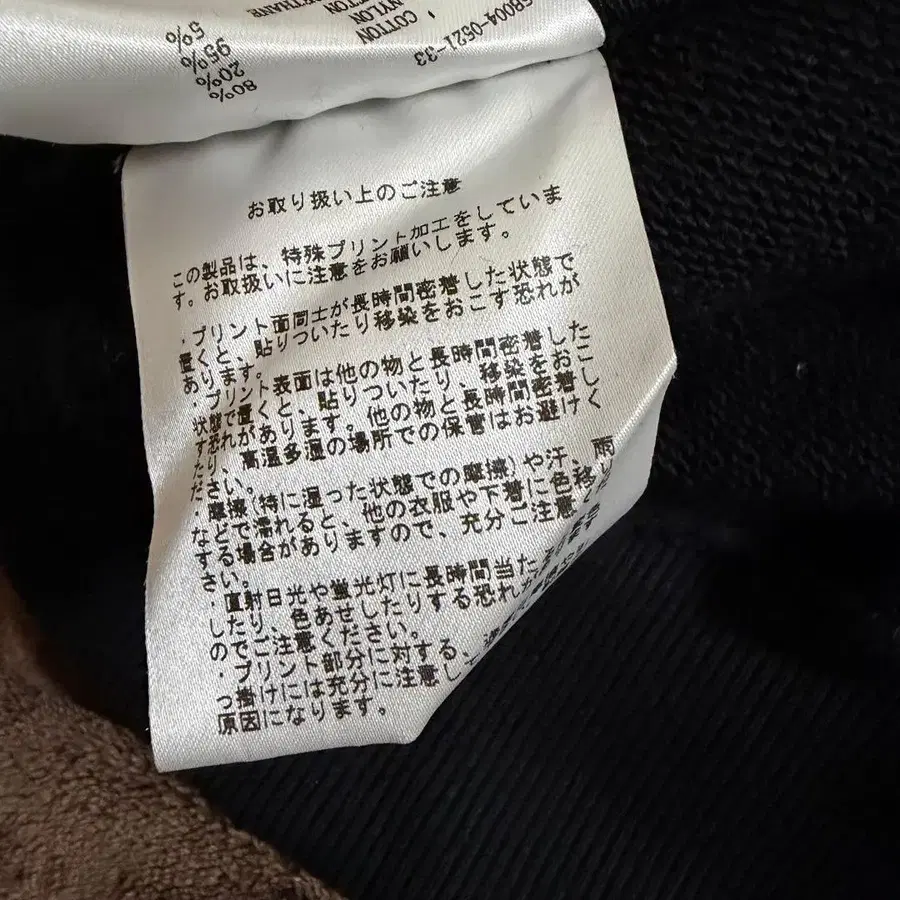 5B004-0521-33
COTTON
NYLON
80%
20%
95%
5%
お取り扱い上のご注意
この製品は、特殊プリント加工をしていま
す。お取扱いに注意をお願いします。
・プリント面同士が長時間密着した状態で
置くと、貼りついたり移染をおこす恐れが
あります。
・プリント表面は他の物と長時間密着した
状態で置くと、貼りついたり、移染をおこ
す恐れがあります。他の物と長時間密着し
たり、高温多湿の場所での保管はお避けく
ださい。
・摩擦(特に湿った状態での摩擦)や汗、雨
などで濡れると、他の衣服や下着に色移り
する場合がありますので、充分ご注意くだ
さい。
・直射日光や蛍光灯に長時間当た
したり、色あせしたりする恐れが
のでご注意ください。
・プリント部分に対する、
っ掛けには充分に注意し
原因になります。